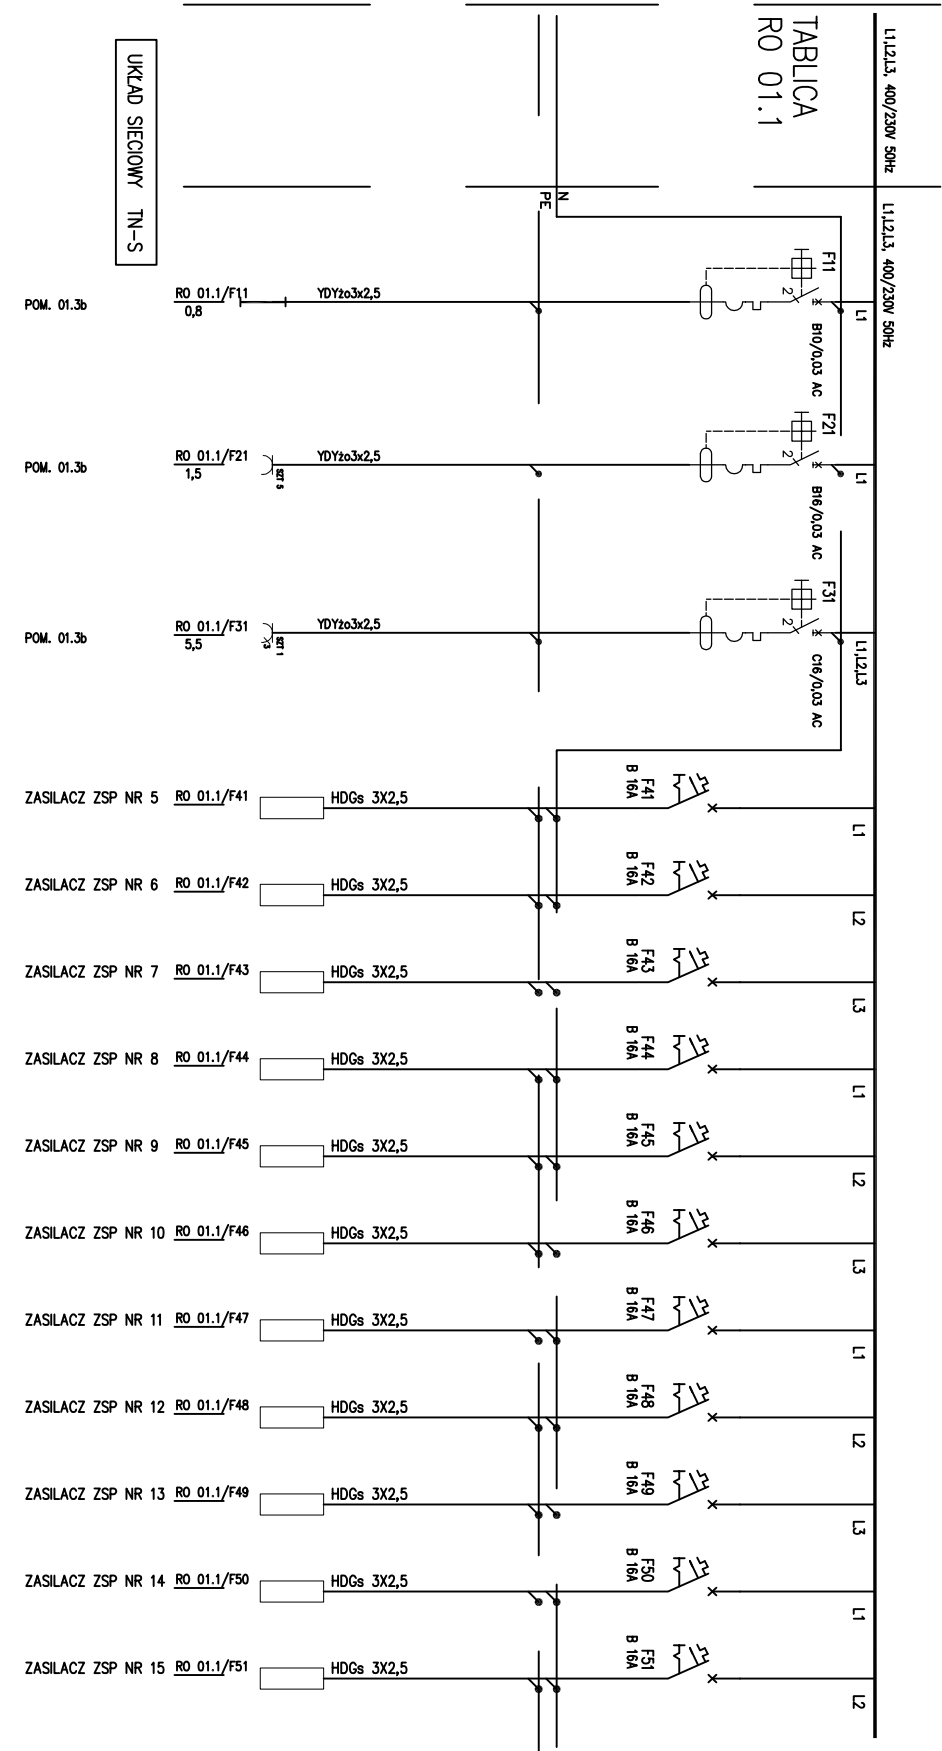 L1,L2,L3, 400/230V 50Hz
L1,L2,L3, 400/230V 50Hz
TABLICA
RO 01.1
UKŁAD SIECIOWY TN-S
N
PE
POM. 01.3b
RO 01.1/F11
0,8
YDYżo3x2,5
F11
2
B10/0,03 AC
L1
POM. 01.3b
RO 01.1/F21
1,5
SZT 5
YDYżo3x2,5
F21
2
B16/0,03 AC
L1
POM. 01.3b
RO 01.1/F31
5,5
SZT 1
YDYżo3x2,5
F31
2
C16/0,03 AC
L1,L2,L3
ZASILACZ ZSP NR 5 RO 01.1/F41 HDGs 3X2,5
F41
B 16A
L1
ZASILACZ ZSP NR 6 RO 01.1/F42 HDGs 3X2,5
F42
B 16A
L2
ZASILACZ ZSP NR 7 RO 01.1/F43 HDGs 3X2,5
F43
B 16A
L3
ZASILACZ ZSP NR 8 RO 01.1/F44 HDGs 3X2,5
F44
B 16A
L1
ZASILACZ ZSP NR 9 RO 01.1/F45 HDGs 3X2,5
F45
B 16A
L2
ZASILACZ ZSP NR 10 RO 01.1/F46 HDGs 3X2,5
F46
B 16A
L3
ZASILACZ ZSP NR 11 RO 01.1/F47 HDGs 3X2,5
F47
B 16A
L1
ZASILACZ ZSP NR 12 RO 01.1/F48 HDGs 3X2,5
F48
B 16A
L2
ZASILACZ ZSP NR 13 RO 01.1/F49 HDGs 3X2,5
F49
B 16A
L3
ZASILACZ ZSP NR 14 RO 01.1/F50 HDGs 3X2,5
F50
B 16A
L1
ZASILACZ ZSP NR 15 RO 01.1/F51 HDGs 3X2,5
F51
B 16A
L2